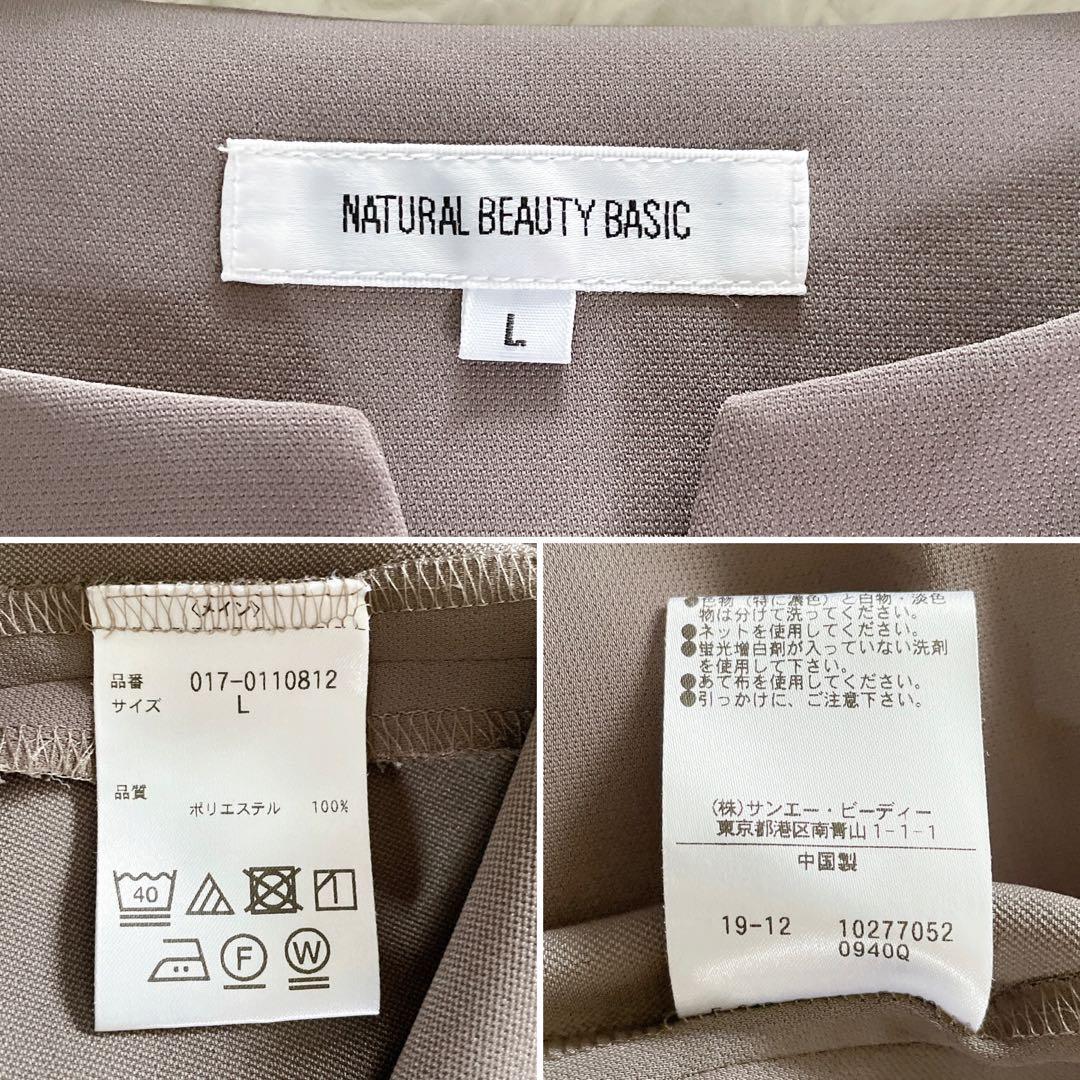 NATURAL BEAUTY BASIC
L
〈メイン〉
品番 017-0110812
サイズ L
品質
ポリエステル 100%
40
F W
●色物(特に濃色)と白物・淡色
物は分けて洗ってください。
●ネットを使用してください。
●蛍光増白剤が入っていない洗剤
を使用して下さい。
●あて布を使用してください。
●引っかけに、ご注意下さい。
(株)サンエー・ビーディー
東京都港区南青山1-1-1
中国製
19-12 10277052
0940Q